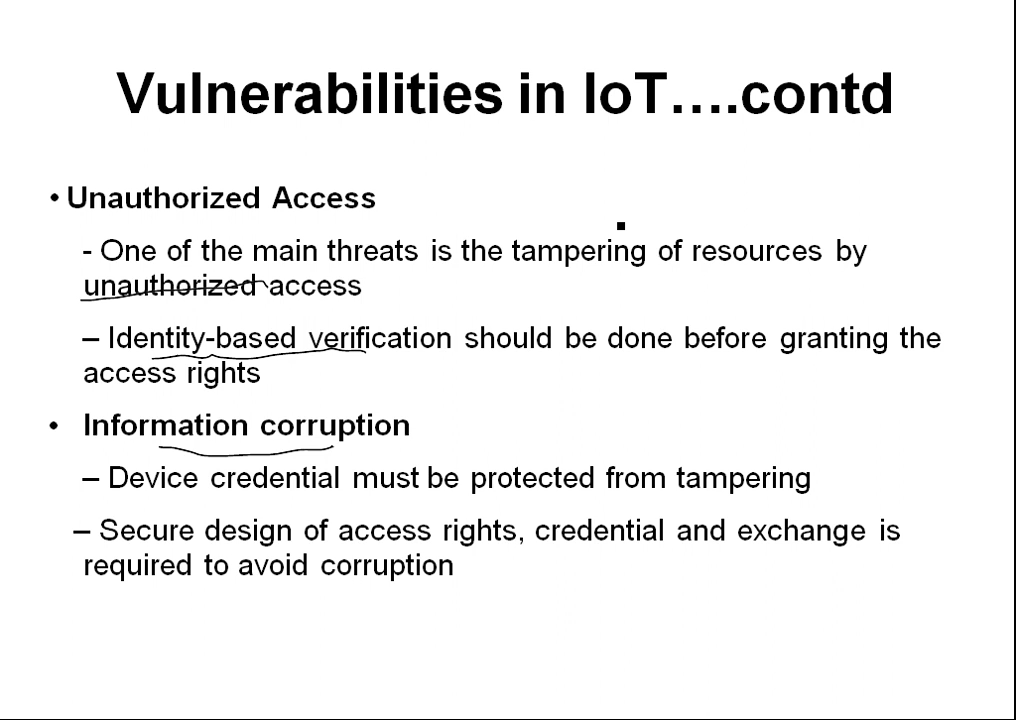 Vulnerabilities in IoT….contd
• Unauthorized Access
- One of the main threats is the tampering of resources by
unauthorized access
– Identity-based verification should be done before granting the
access rights
• Information corruption
– Device credential must be protected from tampering
– Secure design of access rights, credential and exchange is
required to avoid corruption